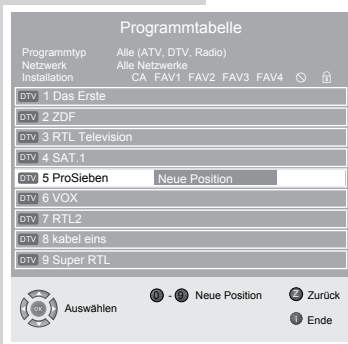 Programmtabelle
Programmtyp Alle (ATV, DTV, Radio)
Netzwerk Alle Netzwerke
Installation CA FAV1 FAV2 FAV3 FAV4
DTV 1 Das Erste
DTV 2 ZDF
DTV 3 RTL Television
DTV 4 SAT.1
DTV 5 ProSieben Neue Position
DTV 6 VOX
DTV 7 RTL2
DTV 8 kabel eins
DTV 9 Super RTL
OK Auswählen 0 - 9 Neue Position Z Zurück
i Ende